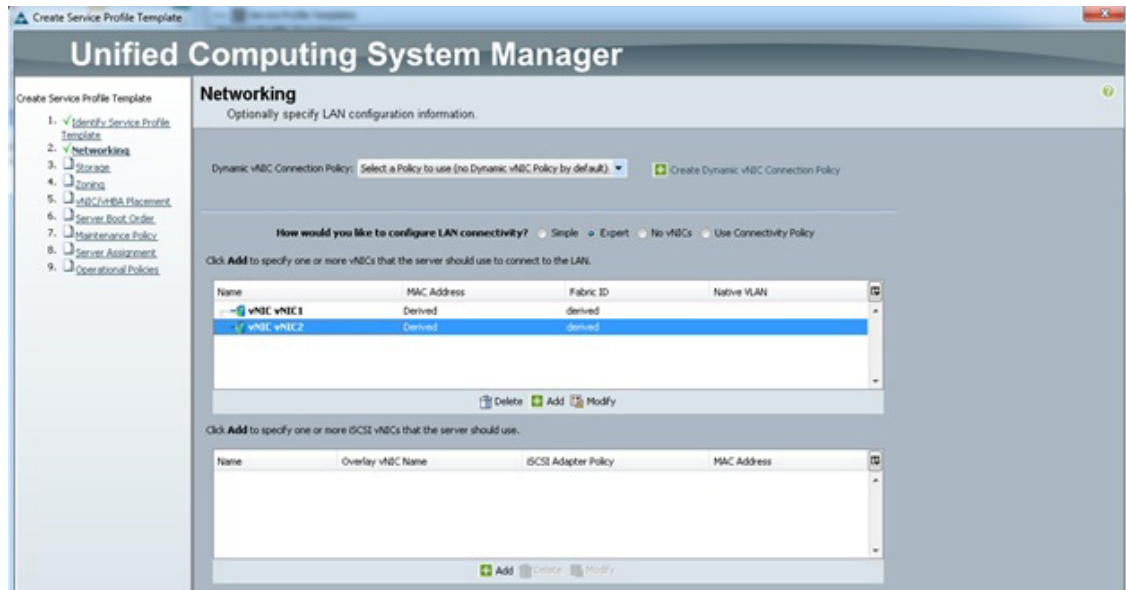 Create Service Profile Template
Unified Computing System Manager
Create Service Profile Template
1. Identify Service Profile
Template
2. Networking
3. Storage
4. Zoning
5. vNIC/vHBA Placement
6. Server Boot Order
7. Maintenance Policy
8. Server Assignment
9. Operational Policies
Networking
Optionally specify LAN configuration information.
Dynamic vNIC Connection Policy: Select a Policy to use (no Dynamic vNIC Policy by default) Create Dynamic vNIC Connection Policy
How would you like to configure LAN connectivity? Simple Expert No vNICs Use Connectivity Policy
Click Add to specify one or more vNICs that the server should use to connect to the LAN.
Name MAC Address Fabric ID Native VLAN
vNIC vNIC1 Derived derived
vNIC vNIC2 Derived derived
Delete Add Modify
Click Add to specify one or more iSCSI vNICs that the server should use.
Name Overlay vNIC Name iSCSI Adapter Policy MAC Address
Add Delete Modify